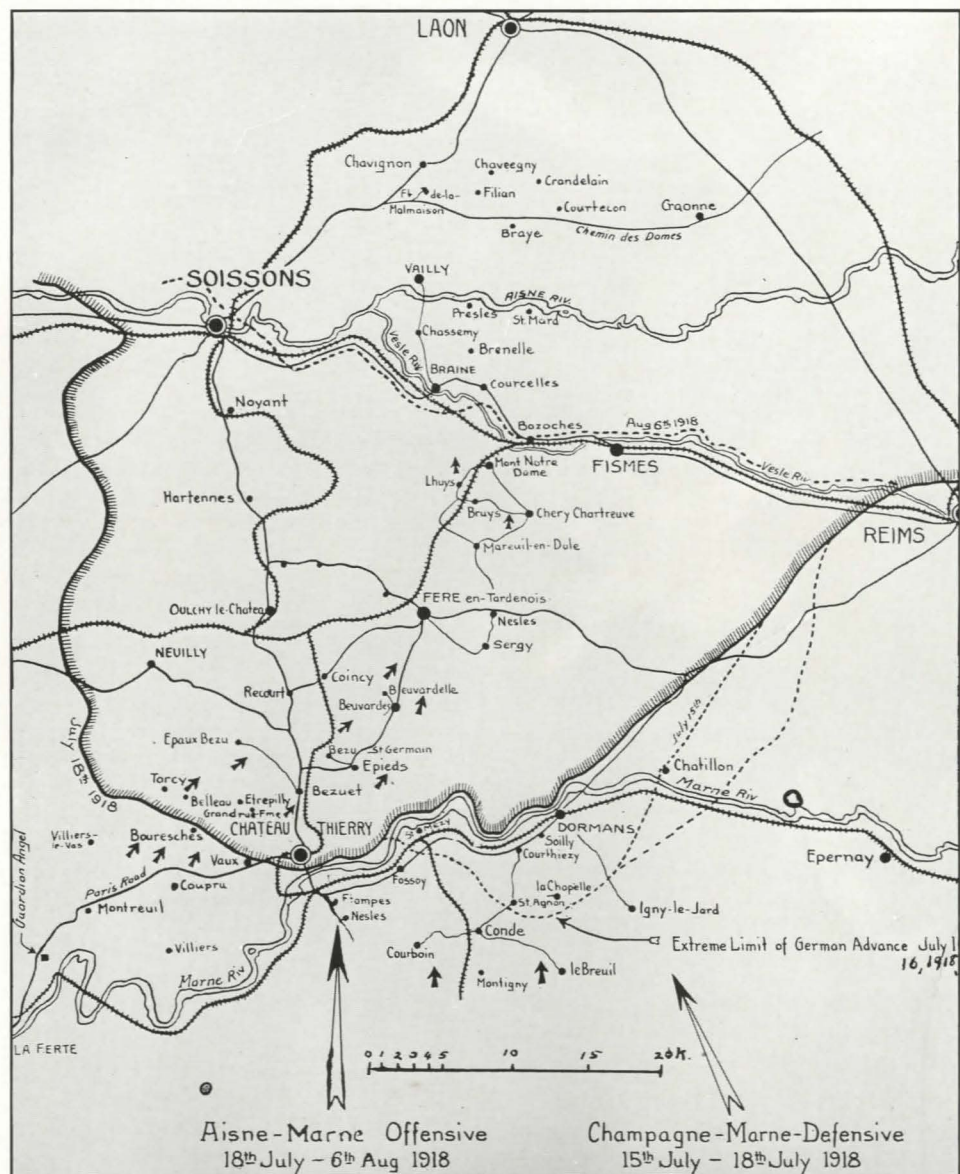 LAON
Chavignon
Chaveegny
Crandelain
Ft. de-la-
Malmaison
Filian
Courtecon
Craonne
Braye
Chemin des Domes
SOISSONS
VAILLY
AISNE RIV.
Presles
St. Mard
Chassemy
Vesle Riv
Brenelle
BRAINE
Courcelles
Noyant
Bozoches
Aug 6th 1918
FISMES
Vesle Riv
Mont Notre
Dame
Lhuys
Hartennes
Bruys
Chery Chartreuve
REIMS
Mareuil-en-Dole
OULCHY le-Chateau
FERE en-Tardenois
Nesles
Sergy
NEUILLY
Recourt
Coincy
Beuvardelle
Beuvardes
July 18th 1918
July 15th
Epaux Bezu
Bezu St Germain
Epieds
Chatillon
Marne Riv
Torcy
Belleau
Etrepilly
Bezuet
Villiers-
le-Vas
Bouresches
CHATEAU THIERRY
Mezy
DORMANS
Soilly
Courthiezy
Epernay
Vaux
Paris Road
Coupru
Fossoy
la Chapelle
Guardian Angel
Montreuil
Etampes
Nesles
St. Agnon
Igny-le-Jard
Villiers
Conde
Courboin
Extreme Limit of German Advance July 1
16, 1918
Marne Riv
Montigny
le Breuil
LA FERTE
0 1 2 3 4 5 10 15 20 K.
Aisne-Marne Offensive
18th July – 6th Aug 1918
Champagne-Marne-Defensive
15th July – 18th July 1918